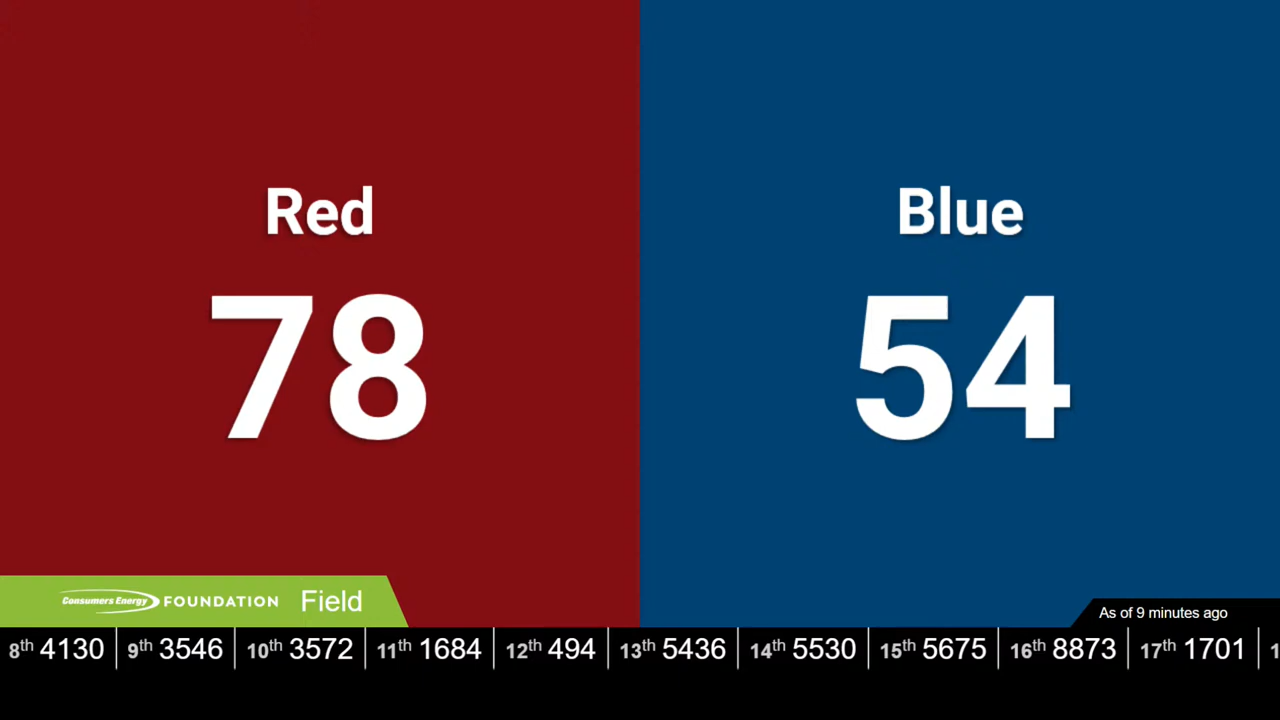 Red
Blue
78
54
Consumers Energy FOUNDATION Field
As of 9 minutes ago
8th 4130 9th 3546 10th 3572 11th 1684 12th 494 13th 5436 14th 5530 15th 5675 16th 8873 17th 1701 1